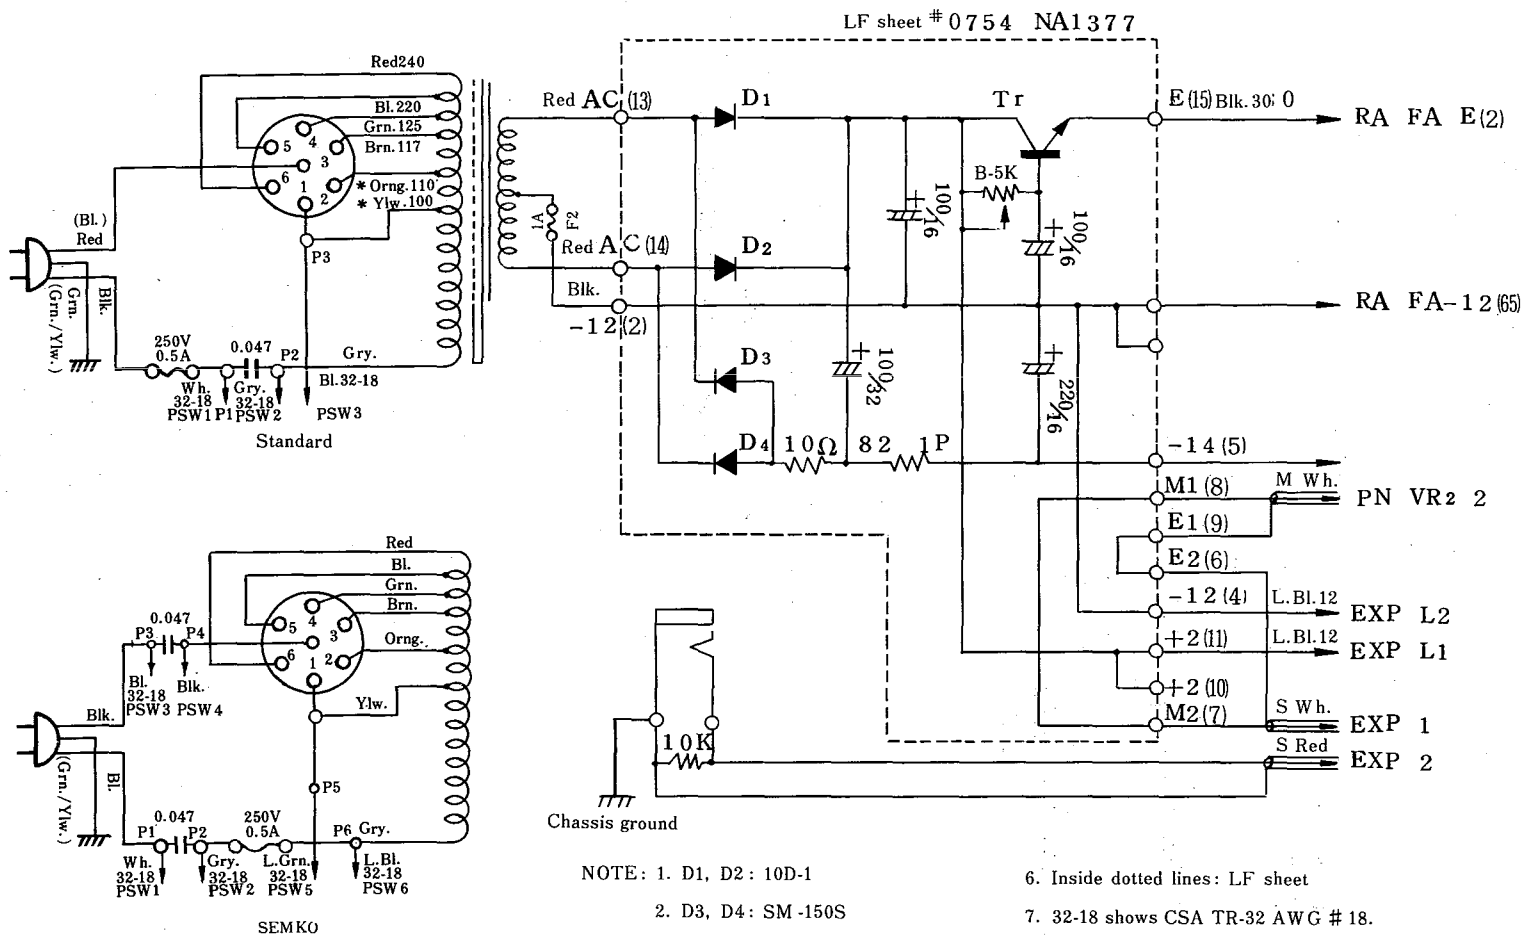 LF sheet #0754 NA1377
Red240
Bl.220
Grn.125
Brn.117
* Orng.110
* Ylw.100
5
4
3
6
1
2
(Bl.)
Red
P3
Grn.
(Grn./Ylw.)
Blk.
250V
0.5A
0.047
P2
Gry.
Wh.
32-18
PSW1
P1
Gry.
32-18
PSW2
Bl.32-18
PSW3
Standard
Red AC (13)
1A
F2
Red AC (14)
Blk.
-12 (2)
D1
D2
D3
D4
Tr
B-5K
+
100/16
+
100/16
+
100/32
+
220/16
10Ω
82 1P
E (15) Blk. 30; 0
RA FA E (2)
RA FA-12 (65)
-14 (5)
M1 (8)
M Wh.
PN VR2 2
E1 (9)
E2 (6)
-12 (4)
L.Bl.12
EXP L2
+2 (11)
L.Bl.12
EXP L1
+2 (10)
M2 (7)
S Wh.
EXP 1
S Red
EXP 2
10K
Chassis ground
Red
Bl.
Grn.
Brn.
Orng.
5
4
3
6
1
2
0.047
P3
P4
Bl.
32-18
PSW3
Blk.
PSW4
Ylw.
Blk.
(Grn./Ylw.)
Bl.
P5
0.047
P1
P2
250V
0.5A
P6
Gry.
Wh.
32-18
PSW1
Gry.
32-18
PSW2
L.Grn.
32-18
PSW5
L.Bl.
32-18
PSW6
SEMKO
NOTE: 1. D1, D2: 10D-1
2. D3, D4: SM-150S
6. Inside dotted lines: LF sheet
7. 32-18 shows CSA TR-32 AWG #18.